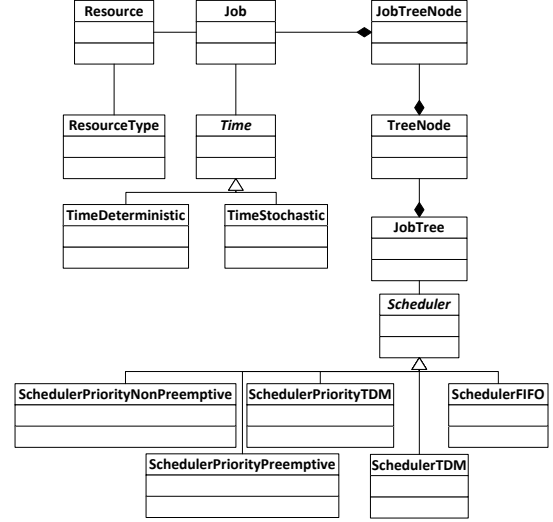 Resource
Job
JobTreeNode
ResourceType
Time
TreeNode
TimeDeterministic
TimeStochastic
JobTree
Scheduler
SchedulerPriorityNonPreemptive
SchedulerPriorityTDM
SchedulerFIFO
SchedulerPriorityPreemptive
SchedulerTDM